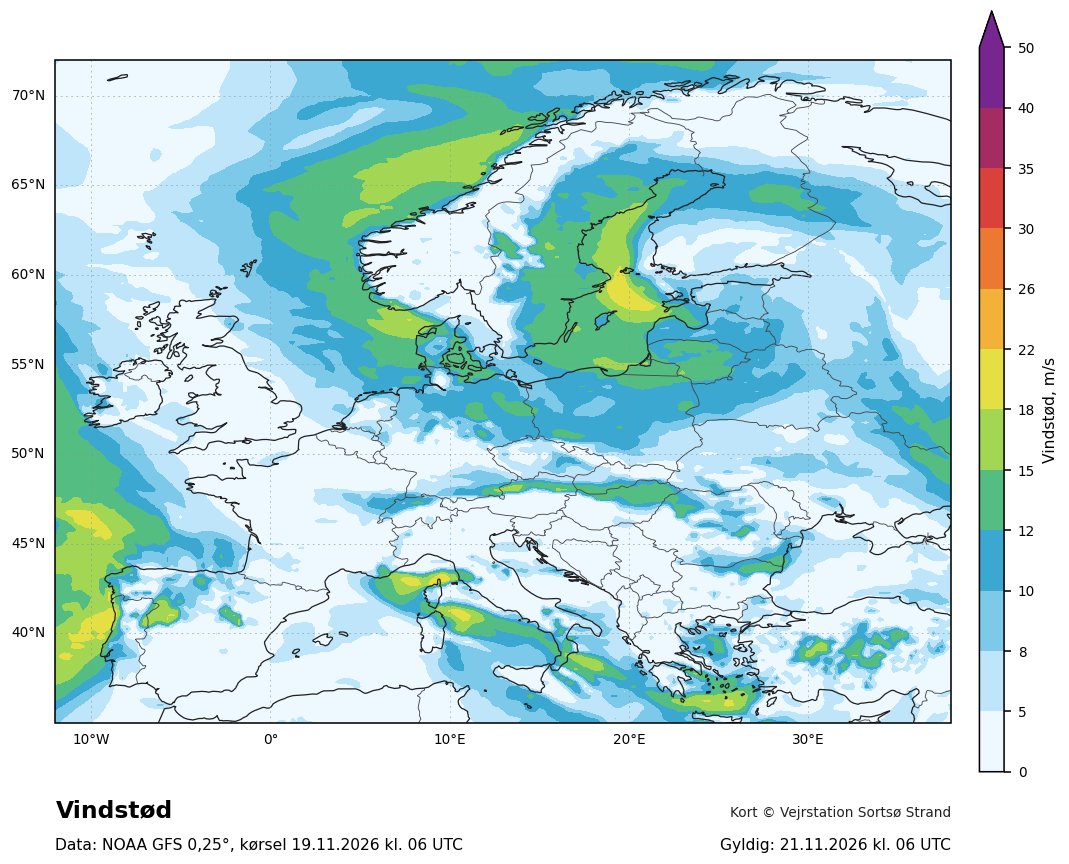 70°N
65°N
60°N
55°N
50°N
45°N
40°N
10°W
0°
10°E
20°E
30°E
50
40
35
30
26
22
18
15
12
10
8
5
0
Vindstød, m/s
Vindstød
Kort © Vejrstation Sortsø Strand
Data: NOAA GFS 0,25°, kørsel 19.11.2026 kl. 06 UTC
Gyldig: 21.11.2026 kl. 06 UTC